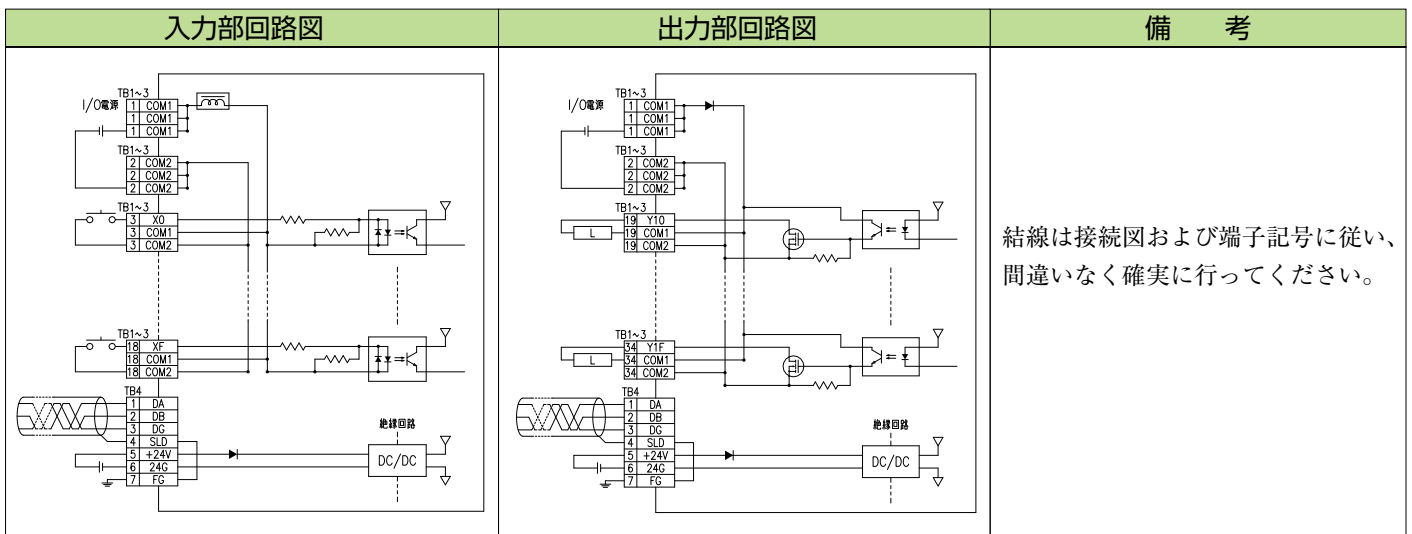 入力部回路図
出力部回路図
備 考
TB1~3
I/O電源
1 COM1
1 COM1
1 COM1
TB1~3
2 COM2
2 COM2
2 COM2
TB1~3
3 X0
3 COM1
3 COM2
TB1~3
18 XF
18 COM1
18 COM2
TB4
1 DA
2 DB
3 DG
4 SLD
5 +24V
6 24G
7 FG
絶縁回路
DC/DC
TB1~3
I/O電源
1 COM1
1 COM1
1 COM1
TB1~3
2 COM2
2 COM2
2 COM2
TB1~3
19 Y10
19 COM1
19 COM2
L
TB1~3
34 Y1F
34 COM1
34 COM2
L
TB4
1 DA
2 DB
3 DG
4 SLD
5 +24V
6 24G
7 FG
絶縁回路
DC/DC
結線は接続図および端子記号に従い、
間違いなく確実に行ってください。